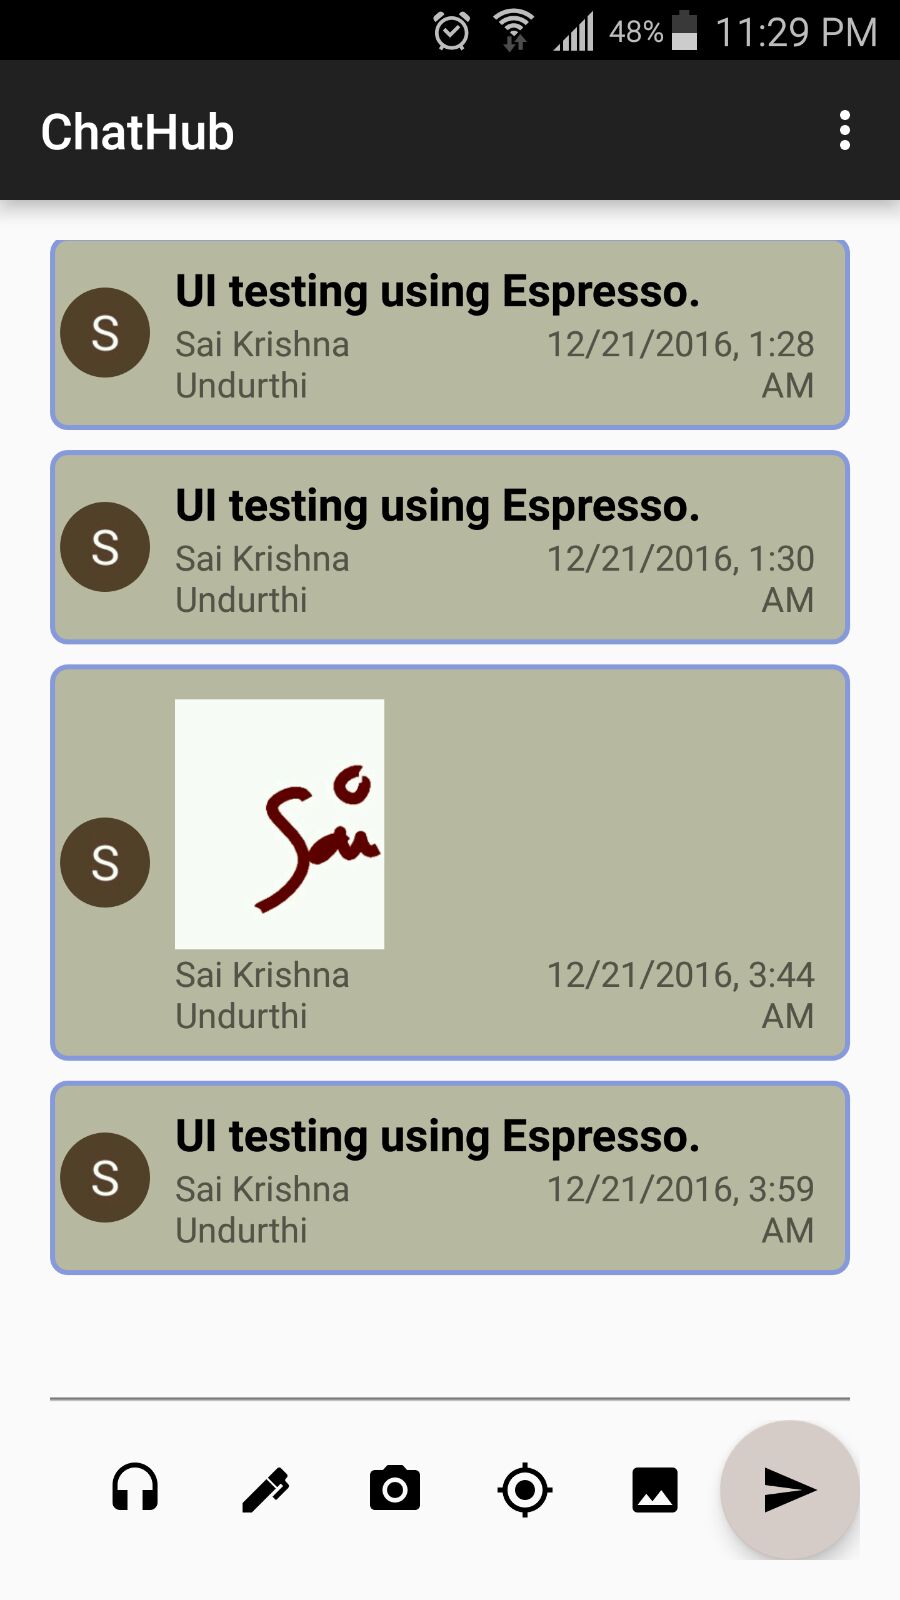 48% 11:29 PM
ChatHub
UI testing using Espresso.
S
Sai Krishna 12/21/2016, 1:28
Undurthi AM
UI testing using Espresso.
S
Sai Krishna 12/21/2016, 1:30
Undurthi AM
Sai
S
Sai Krishna 12/21/2016, 3:44
Undurthi AM
UI testing using Espresso.
S
Sai Krishna 12/21/2016, 3:59
Undurthi AM